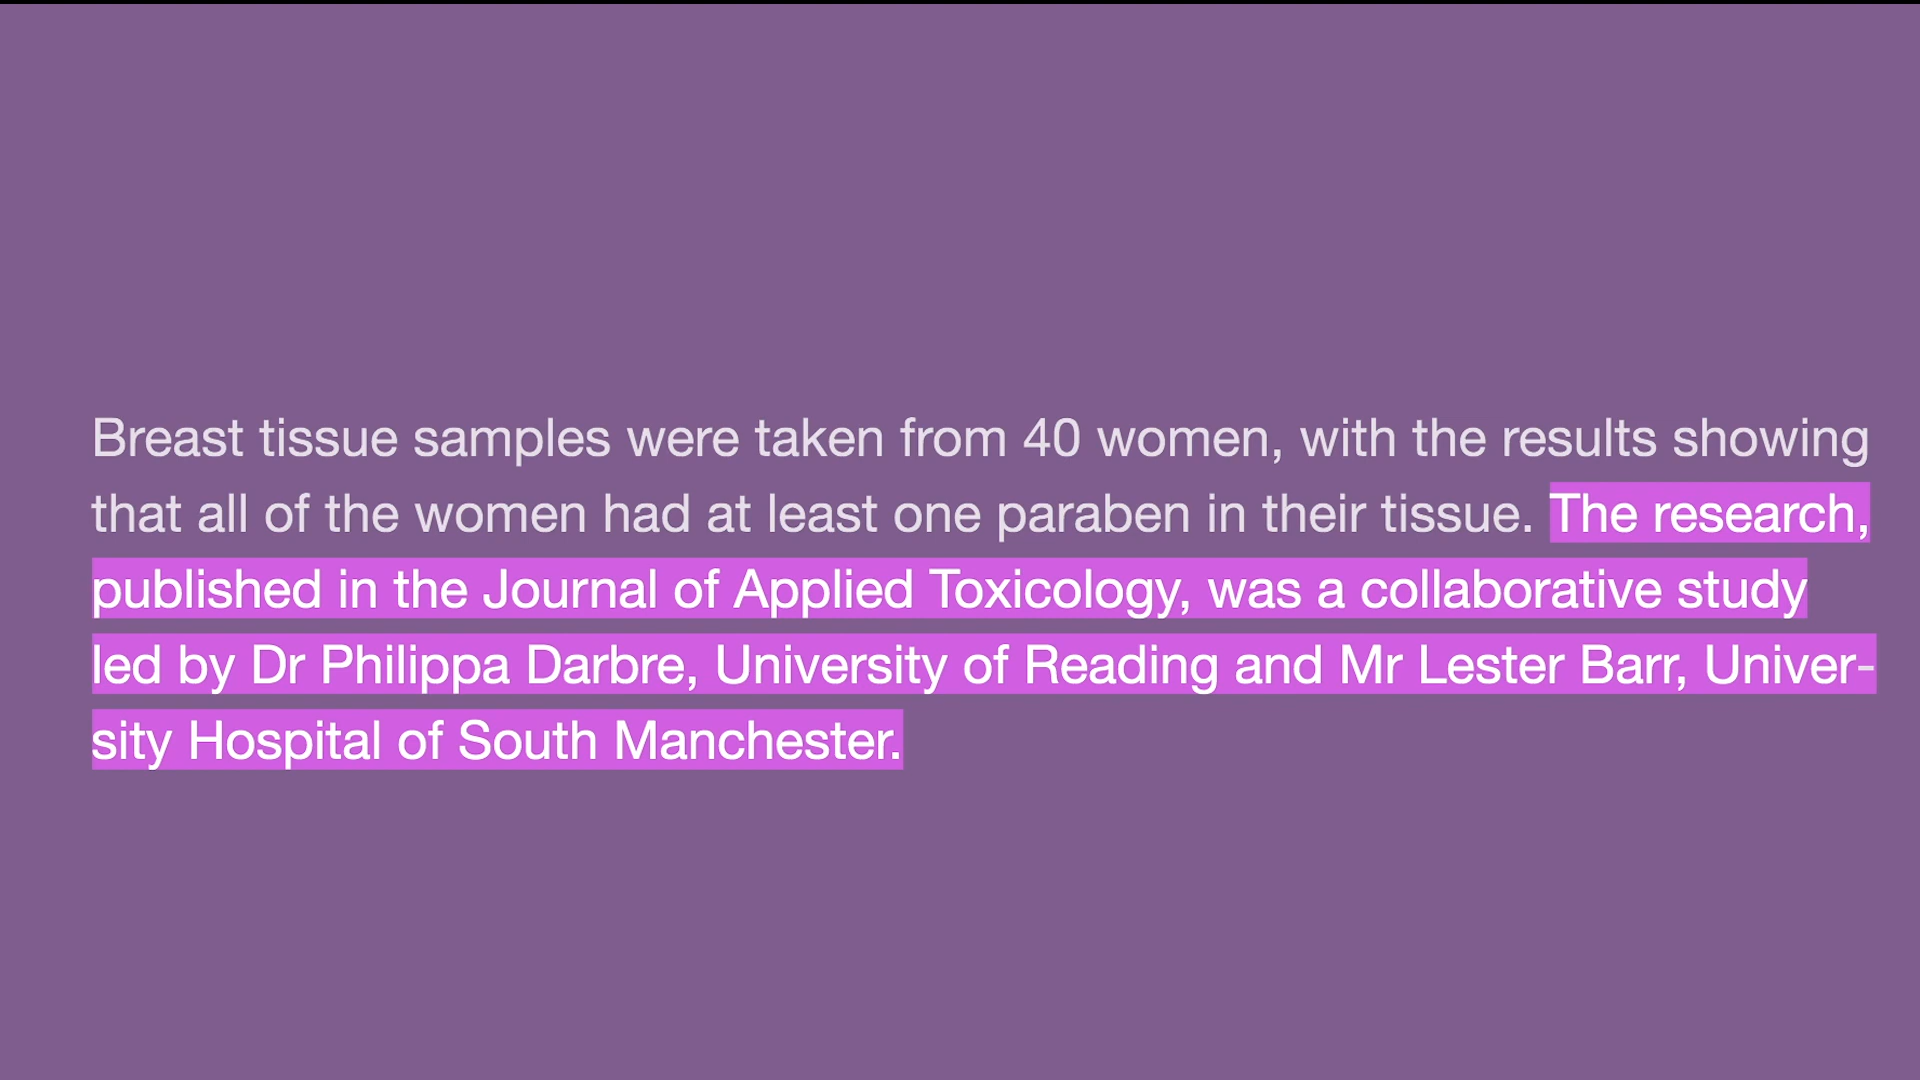 Breast tissue samples were taken from 40 women, with the results showing
that all of the women had at least one paraben in their tissue. The research,
published in the Journal of Applied Toxicology, was a collaborative study
led by Dr Philippa Darbre, University of Reading and Mr Lester Barr, Univer-
sity Hospital of South Manchester.